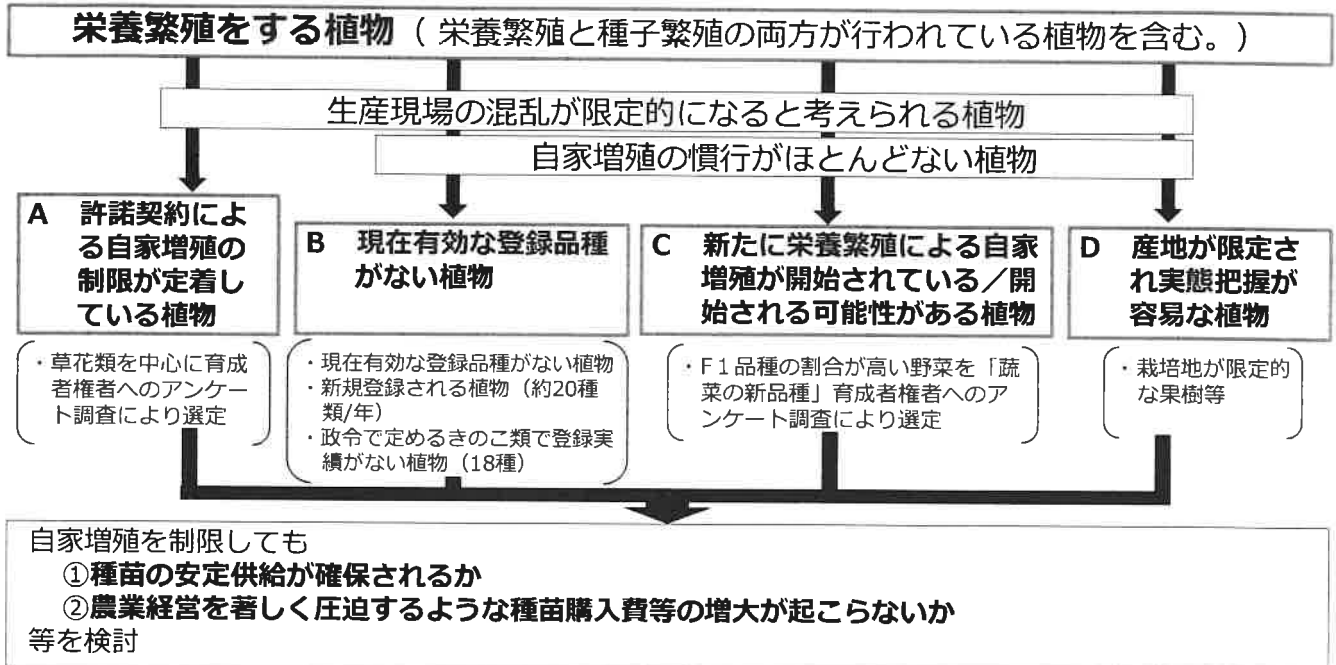 栄養繁殖をする植物（ 栄養繁殖と種子繁殖の両方が行われている植物を含む。）
生産現場の混乱が限定的になると考えられる植物
自家増殖の慣行がほとんどない植物
A 許諾契約によ
る自家増殖の
制限が定着し
ている植物
・草花類を中心に育成
者権者へのアンケー
ト調査により選定
B 現在有効な登録品種
がない植物
・現在有効な登録品種がない植物
・新規登録される植物（約20種
類/年）
・政令で定めるきのこ類で登録実
績がない植物（18種）
C 新たに栄養繁殖による自家
増殖が開始されている／開
始される可能性がある植物
・F１品種の割合が高い野菜を「蔬
菜の新品種」育成者権者へのア
ンケート調査により選定
D 産地が限定さ
れ実態把握が
容易な植物
・栽培地が限定的
な果樹等
自家増殖を制限しても
①種苗の安定供給が確保されるか
②農業経営を著しく圧迫するような種苗購入費等の増大が起こらないか
等を検討